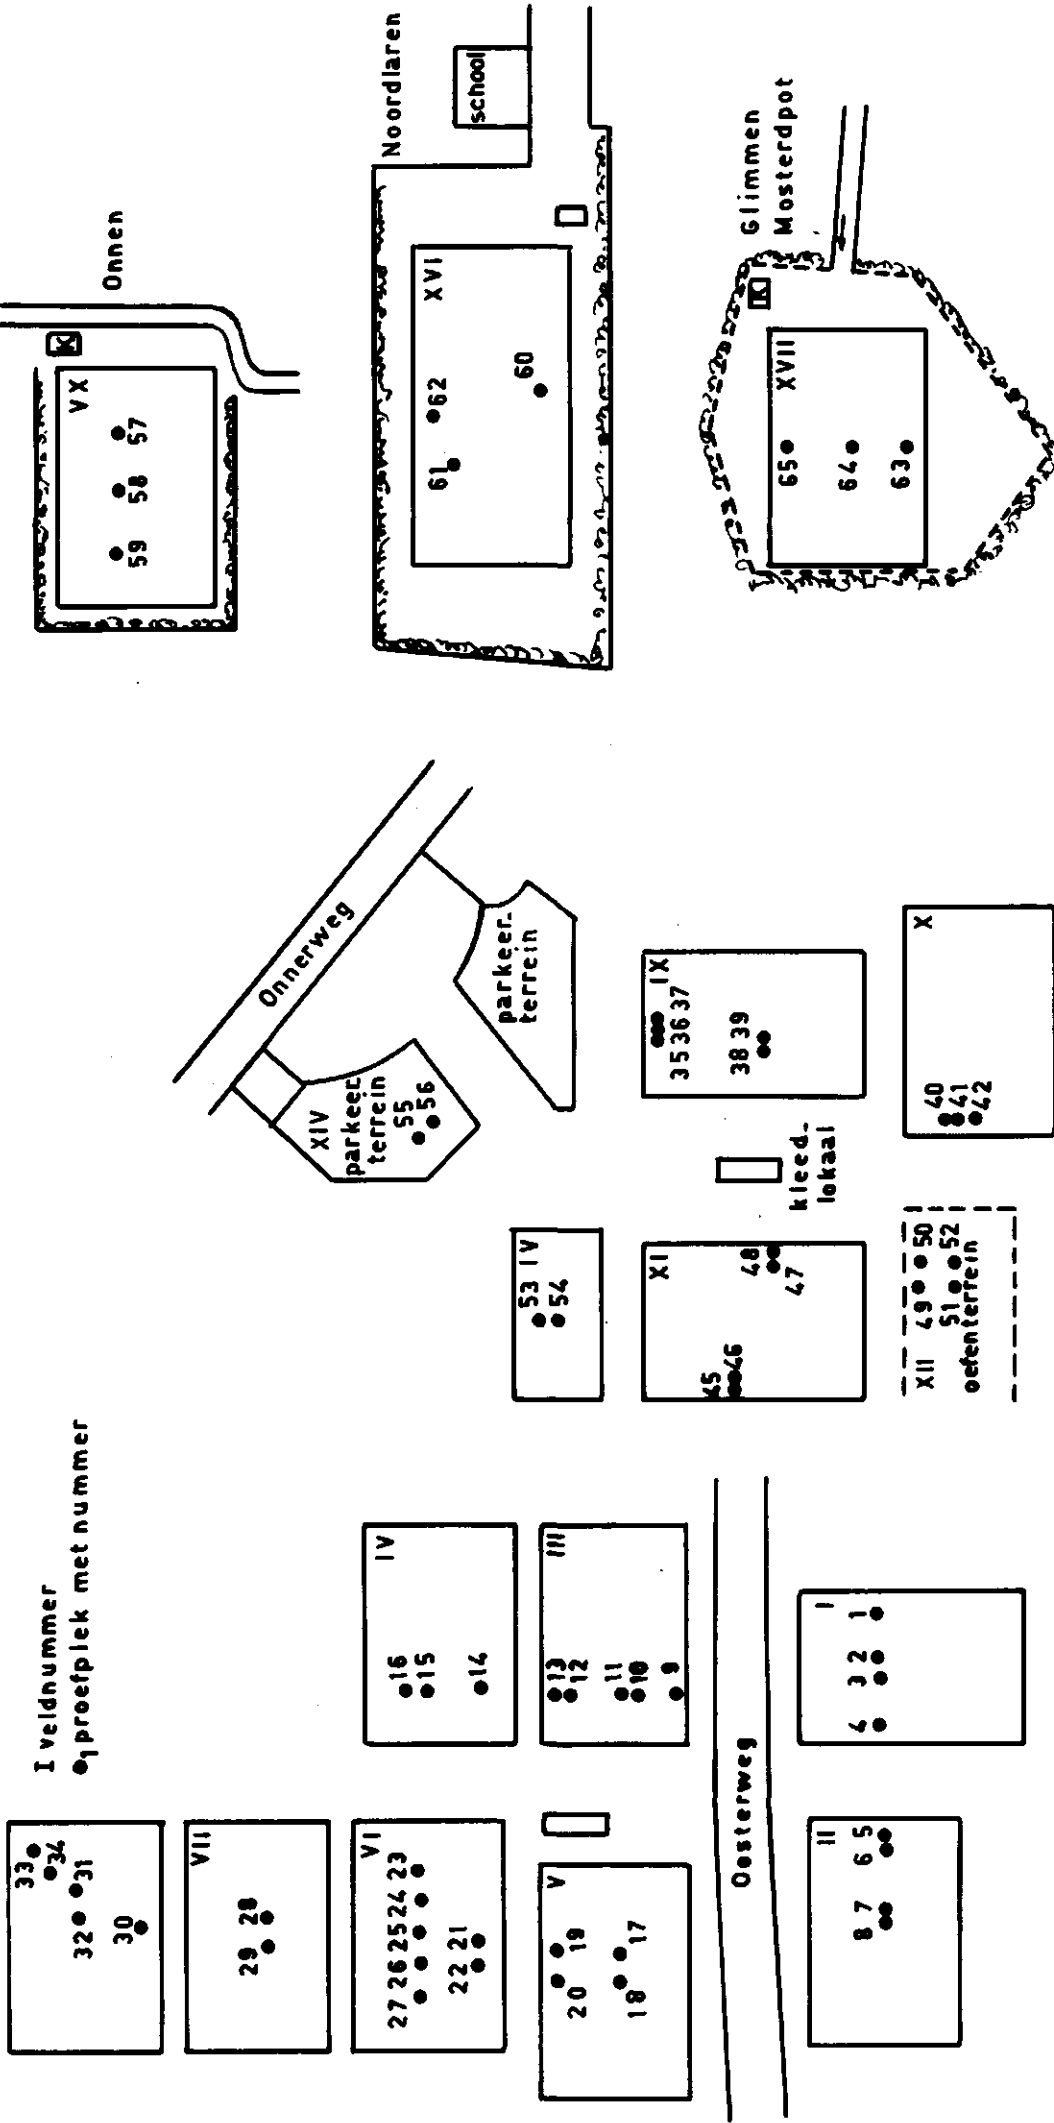 I veldnummer
1 proefplek met nummer
33
34
31
32
30
VII
29 28
VI
27 26 25 24 23
22 21
V
20 19
18 17
IV
16
15
14
III
13
12
11
10
9
Oosterweg
II
8 7 6 5
I
4 3 2 1
Onnerweg
XIV
parkeer
terrein
55
56
parkeer-
terrein
IV
53
54
XI
45
46
48
47
kleed-
lokaal
IX
35 36 37
38 39
X
40
41
42
XII
49 50
51 52
oefenterrein
Onnen
K
VX
59 58 57
Noordlaren
school
XVI
61
62
60
Glimmen
Mosterdpot
K
XVII
65
64
63